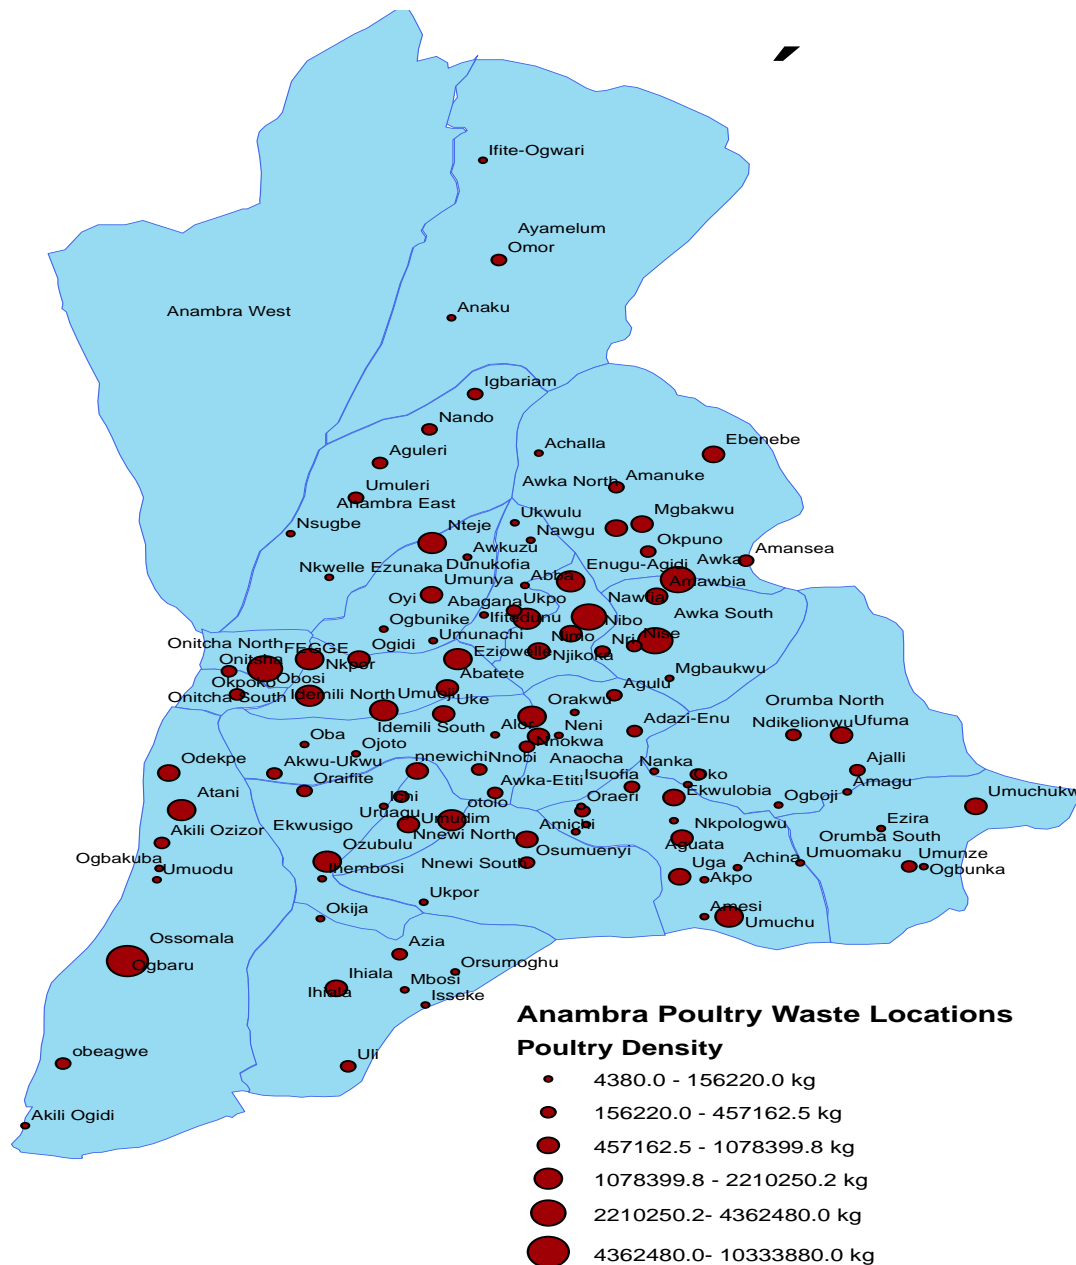 Ifite-Ogwari
Ayamelum
Omor
Anambra West
Anaku
Igbariam
Nando
Ebenebe
Achalla
Aguleri
Awka North
Amanuke
Umuleri
Anambra East
Nsugbe
Nteje
Ukwulu
Mgbakwu
Nawgu
Okpuno
Awkuzu
Dunukofia
Amansea
Awka
Nkwelle Ezunaka
Enugu-Agidi
Abba
Amawbia
Umunya
Oyi
Abagana
Ukpo
Nawfia
Awka South
Ogbunike
Ifitedunu
Nibo
Onitcha North
FEGGE
Ogidi
Umunachi
Nimo
Nri
Nise
Onitsha
Nkpor
Eziowelle
Njikoka
Okpoko
Obosi
Abatete
Mgbaukwu
Onitcha South
Idemili North
Umuoji
Agulu
Uke
Orakwu
Orumba North
Idemili South
Alor
Neni
Adazi-Enu
Ndikelionwu
Ufuma
Oba
Nnokwa
Ojoto
nnewichi
Nnobi
Anaocha
Odekpe
Akwu-Ukwu
Nanka
Oko
Ajalli
Oraifite
Awka-Etiti
Isuofia
Ekwulobia
Amagu
Atani
Ichi
otolo
Oraeri
Ogboji
Umuchukw
Uruagu
Umudim
Amichi
Nkpologwu
Ezira
Akili Ozizor
Ekwusigo
Nnewi North
Aguata
Orumba South
Ozubulu
Osumuenyi
Ogbakuba
Nnewi South
Uga
Achina
Umuomaku
Umunze
Umuodu
Ihembosi
Akpo
Ogbunka
Ukpor
Okija
Amesi
Umuchu
Ossomala
Azia
Ogbaru
Ihiala
Orsumoghu
Ihiala
Mbosi
Isseke
Anambra Poultry Waste Locations
Poultry Density
obeagwe
Uli
4380.0 - 156220.0 kg
Akili Ogidi
156220.0 - 457162.5 kg
457162.5 - 1078399.8 kg
1078399.8 - 2210250.2 kg
2210250.2- 4362480.0 kg
4362480.0- 10333880.0 kg